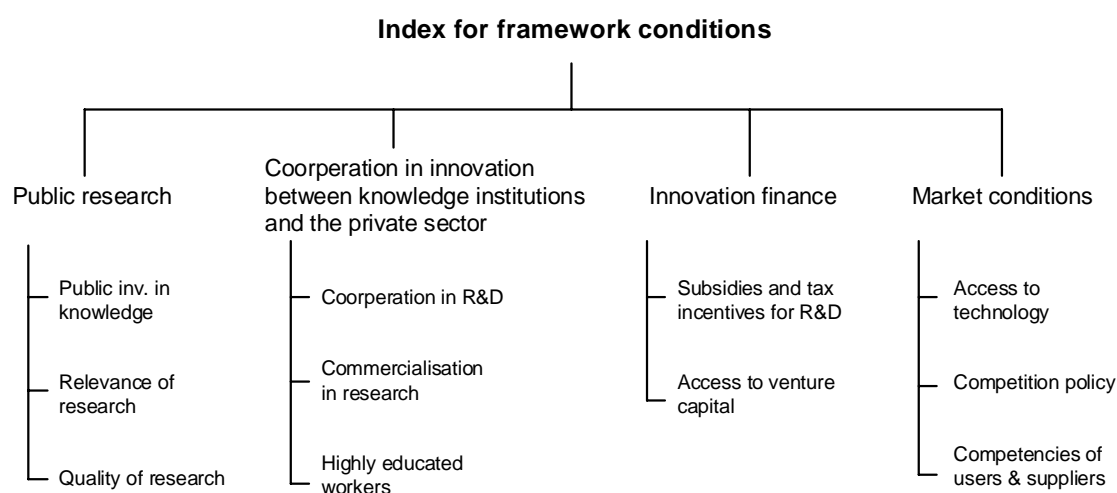 Index for framework conditions
Public research
Public inv. in
knowledge
Relevance of
research
Quality of research
Coorperation in innovation
between knowledge institutions
and the private sector
Coorperation in R&D
Commercialisation
in research
Highly educated
workers
Innovation finance
Subsidies and tax
incentives for R&D
Access to venture
capital
Market conditions
Access to
technology
Competition policy
Competencies of
users & suppliers